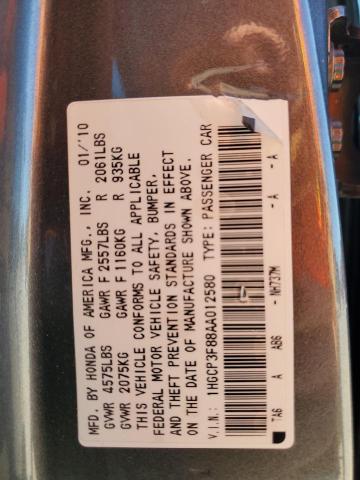 MFD. BY HONDA OF AMERICA MFG., INC. 01/'10
GVWR 4575LBS GAWR F 2557LBS R 2061LBS
GVWR 2075KG GAWR F 1160KG R 935KG
THIS VEHICLE CONFORMS TO ALL APPLICABLE
FEDERAL MOTOR VEHICLE SAFETY, BUMPER,
AND THEFT PREVENTION STANDARDS IN EFFECT
ON THE DATE OF MANUFACTURE SHOWN ABOVE.
V.I.N.: 1HGCP3F88AA012580 TYPE: PASSENGER CAR
TA6 A AB6 - NH737M - A - A